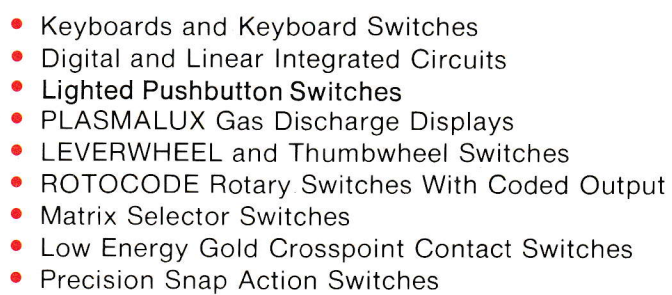 • Keyboards and Keyboard Switches
• Digital and Linear Integrated Circuits
• Lighted Pushbutton Switches
• PLASMALUX Gas Discharge Displays
• LEVERWHEEL and Thumbwheel Switches
• ROTOCODE Rotary Switches With Coded Output
• Matrix Selector Switches
• Low Energy Gold Crosspoint Contact Switches
• Precision Snap Action Switches